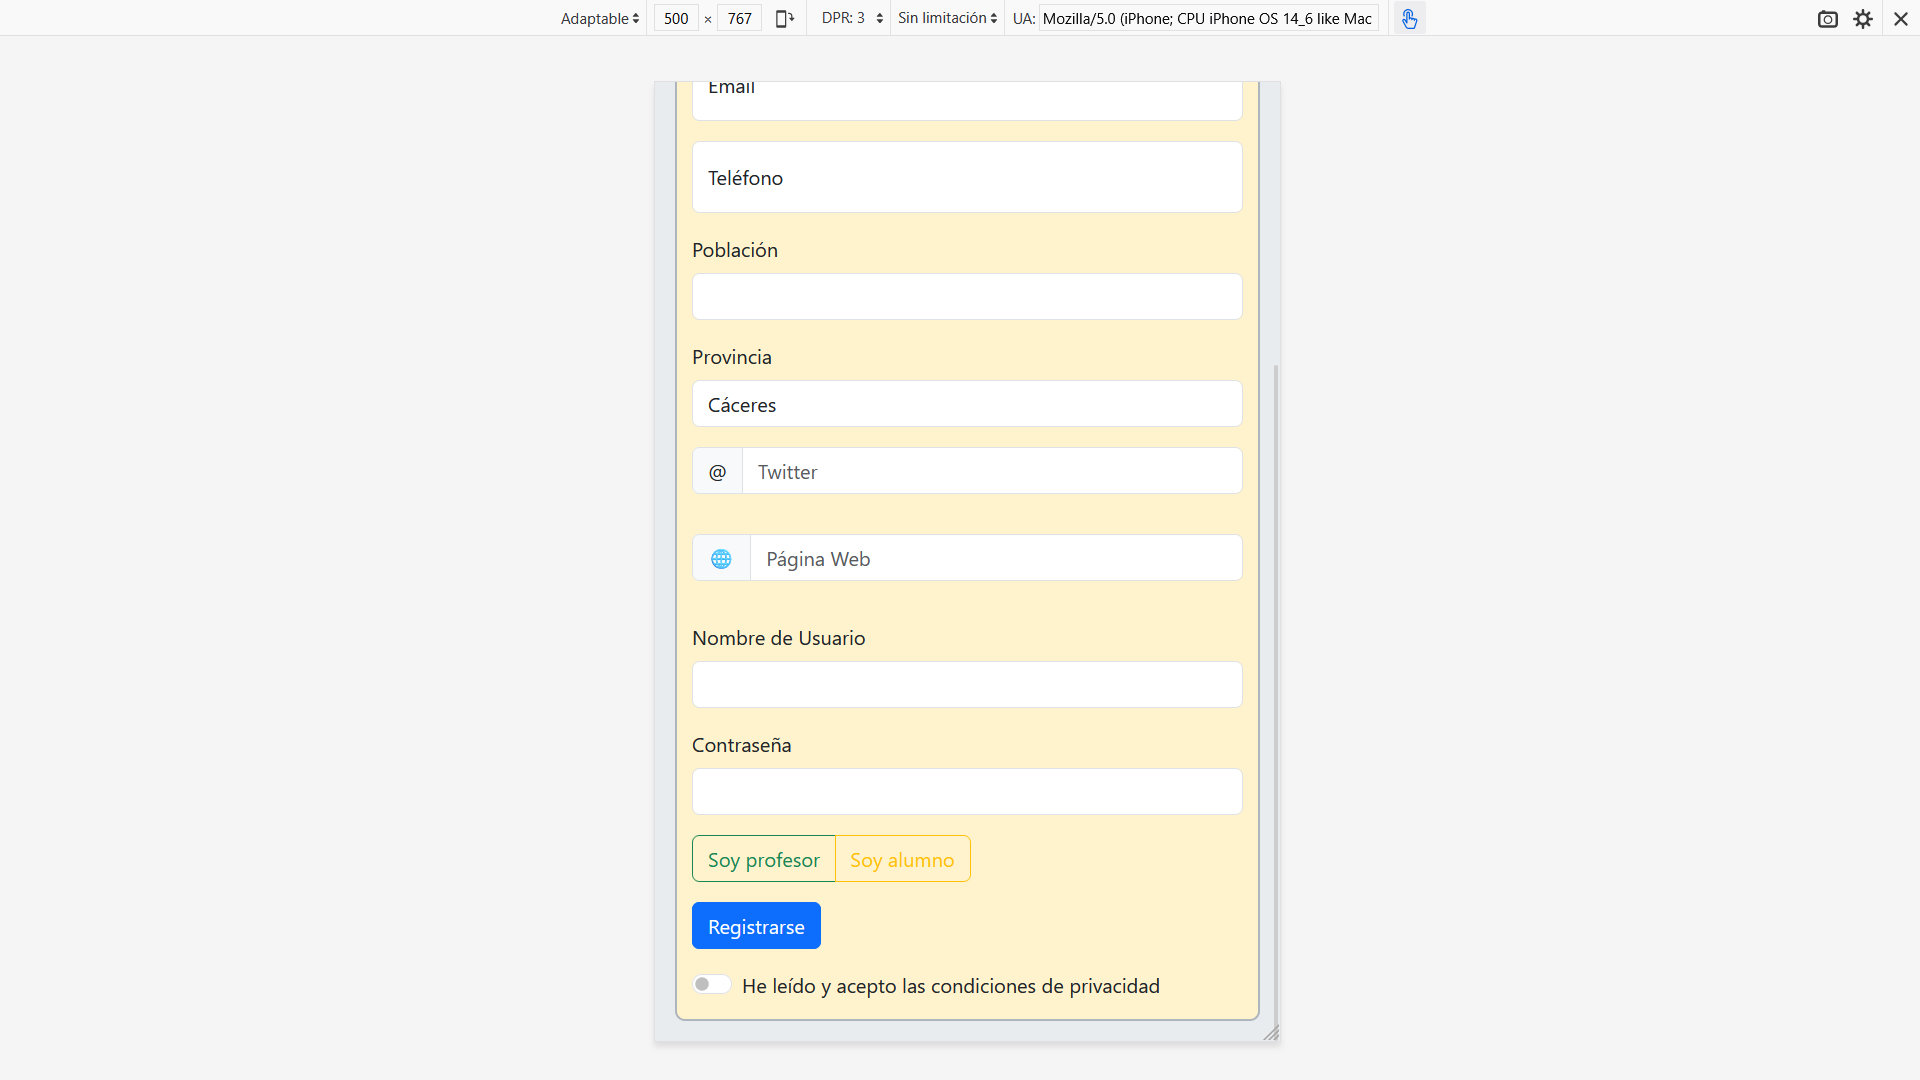 Adaptable 500 × 767 DPR: 3 Sin limitación UA: Mozilla/5.0 (iPhone; CPU iPhone OS 14_6 like Mac
Email
Teléfono
Población
Provincia
Cáceres
@ Twitter
Página Web
Nombre de Usuario
Contraseña
Soy profesor Soy alumno
Registrarse
He leído y acepto las condiciones de privacidad